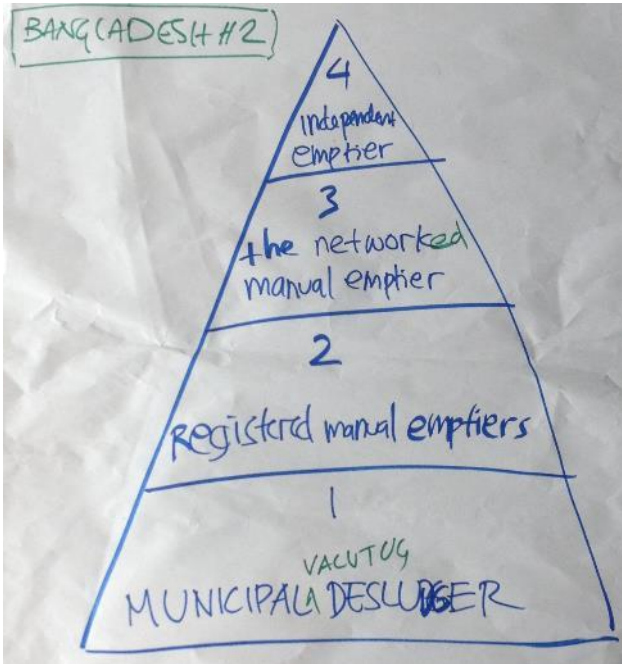 BANGLADESH #2
4
independent
emptier
3
the networked
manual emptier
2
Registered manual emptiers
1
VACUTUG
MUNICIPAL ʌ DESLUDGER